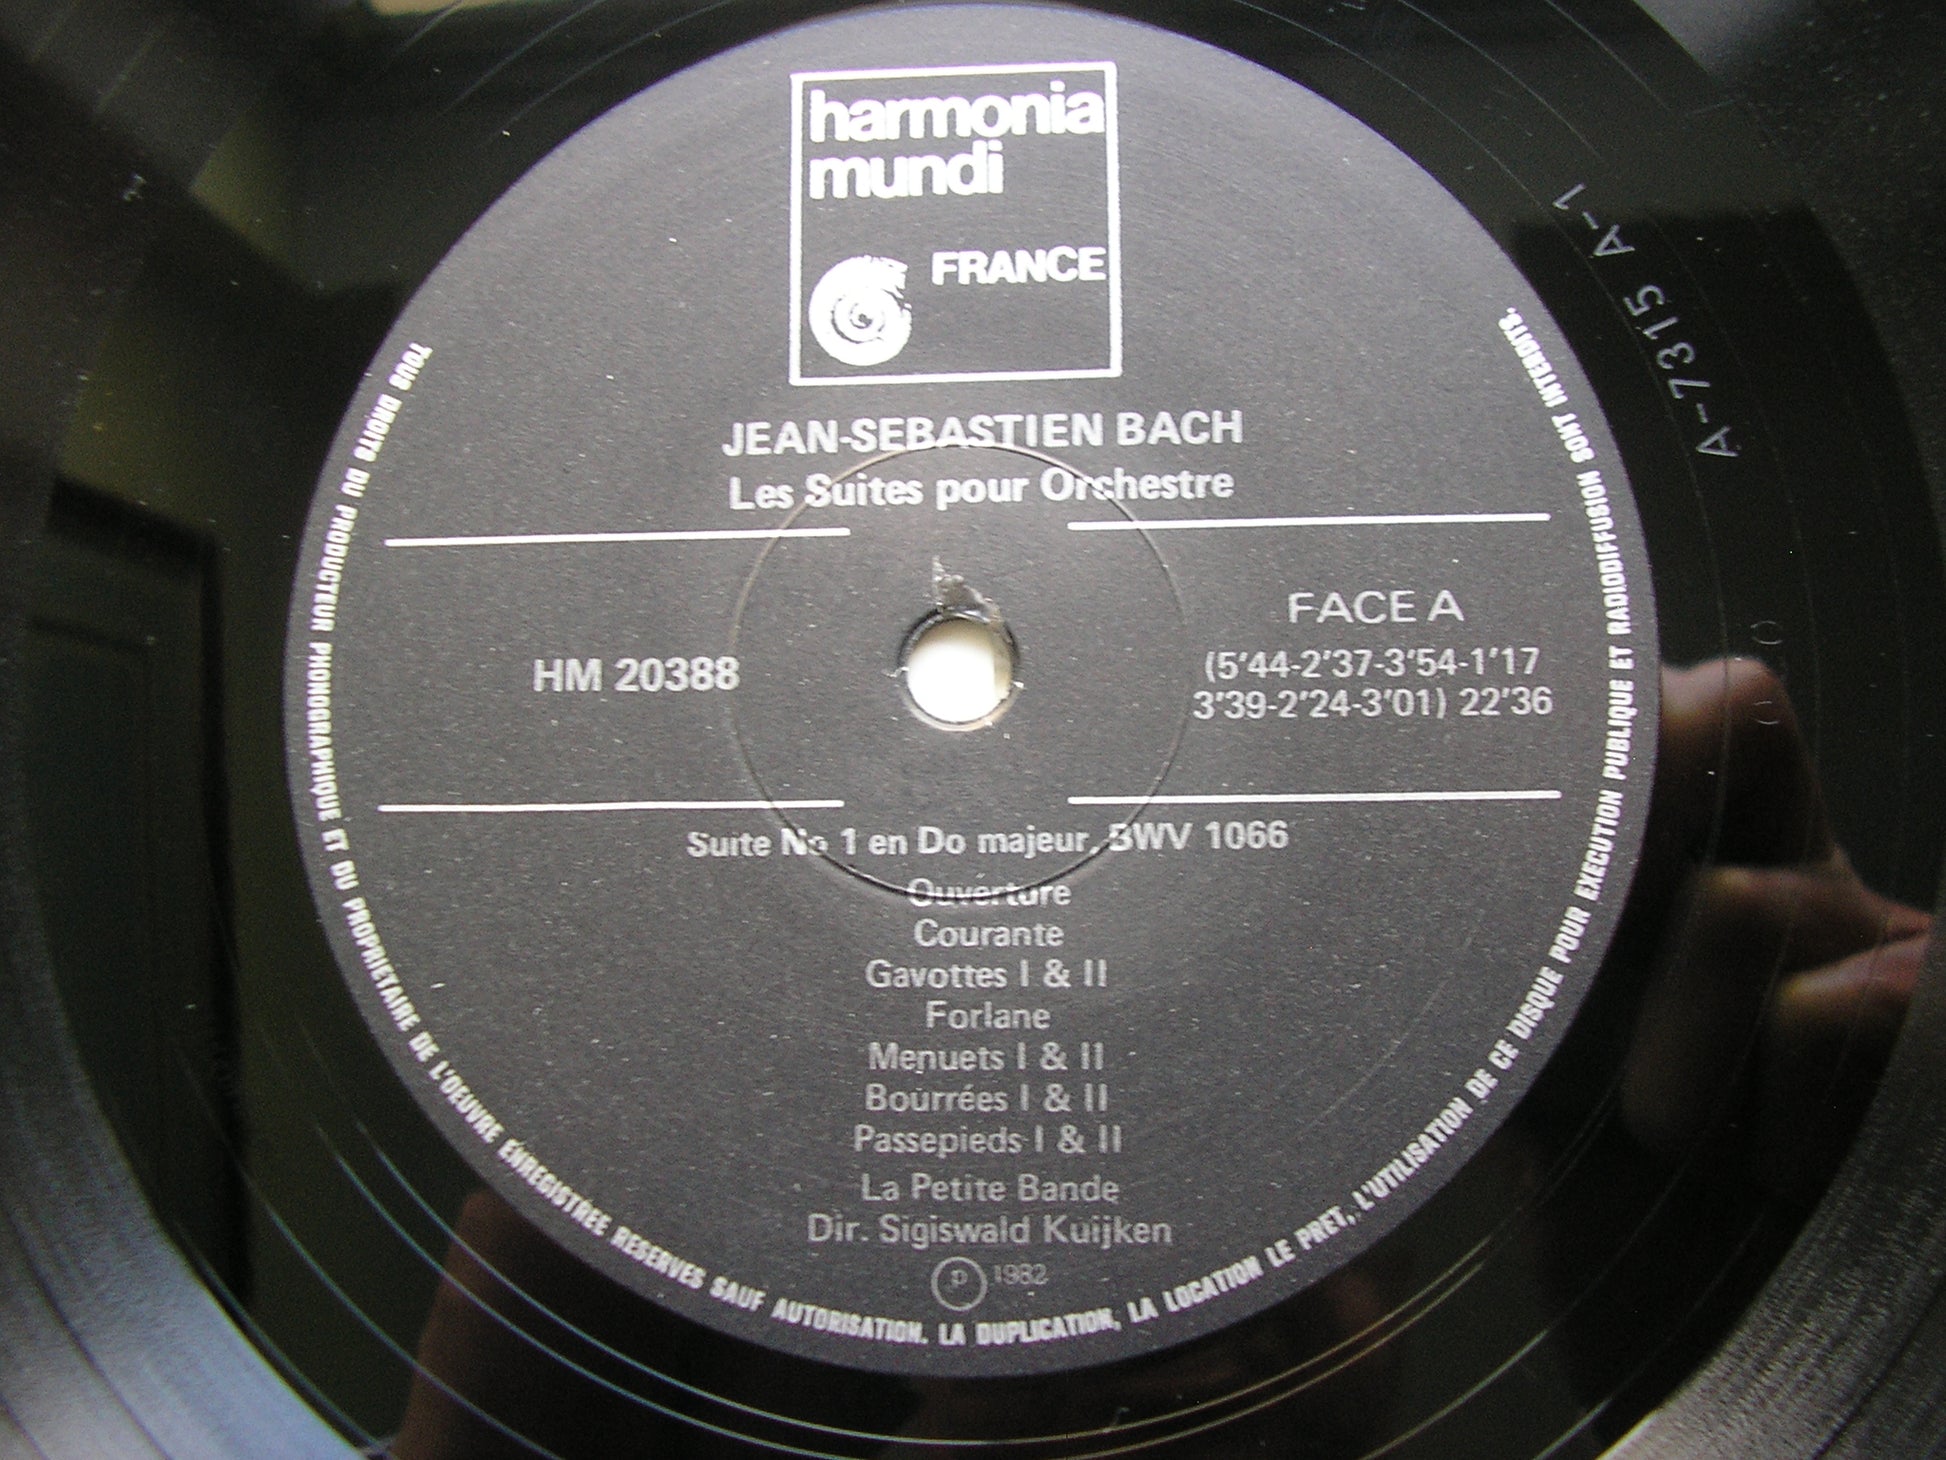 harmonia
mundi
FRANCE
JEAN-SEBASTIEN BACH
Les Suites pour Orchestre
HM 20388
FACE A
(5'44-2'37-3'54-1'17
3'39-2'24-3'01) 22'36
Suite No 1 en Do majeur, BWV 1066
Ouverture
Courante
Gavottes I & II
Forlane
Menuets I & II
Bourrées I & II
Passepieds I & II
La Petite Bande
Dir. Sigiswald Kuijken
℗ 1982
TOUS DROITS DU PRODUCTEUR PHONOGRAPHIQUE ET DU PROPRIETAIRE DE L'OEUVRE ENREGISTREE RESERVES SAUF AUTORISATION. LA DUPLICATION, LA LOCATION LE PRET, L'UTILISATION DE CE DISQUE POUR EXECUTION PUBLIQUE ET RADIODIFFUSION SONT INTERDITS.
A-7315 A-1